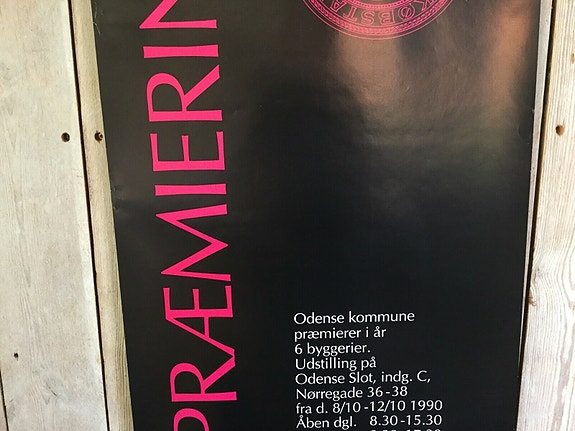 PRÆMIERIN
KØBSTA
Odense kommune
præmierer i år
6 byggerier.
Udstilling på
Odense Slot, indg. C,
Nørregade 36-38
fra d. 8/10 -12/10 1990
Åben dgl. 8.30 -15.30